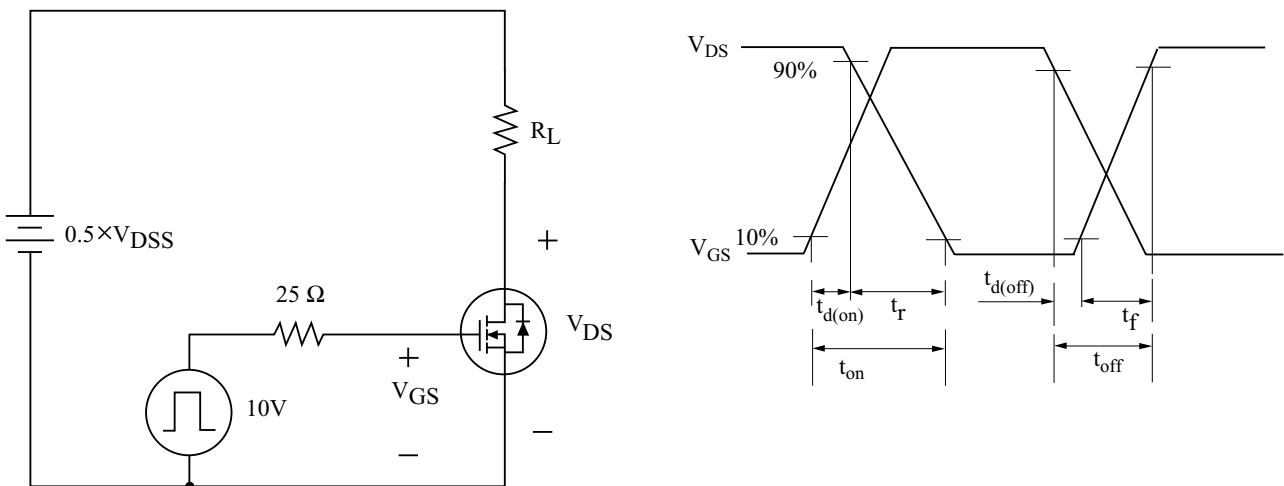 R_L
0.5×V_DSS
+
25 Ω
V_DS
+
V_GS
10V
−
−
V_DS
90%
V_GS 10%
t_d(on) t_r
t_on
t_d(off)
t_f
t_off